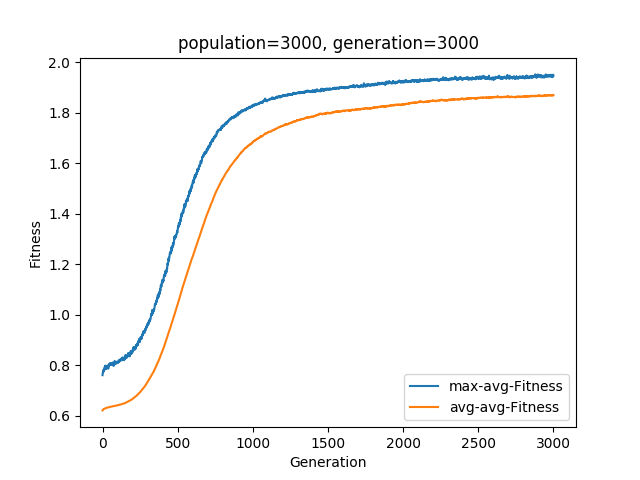 population=3000, generation=3000
2.0
1.8
1.6
1.4
1.2
1.0
0.8
0.6
Fitness
max-avg-Fitness
avg-avg-Fitness
0 500 1000 1500 2000 2500 3000
Generation